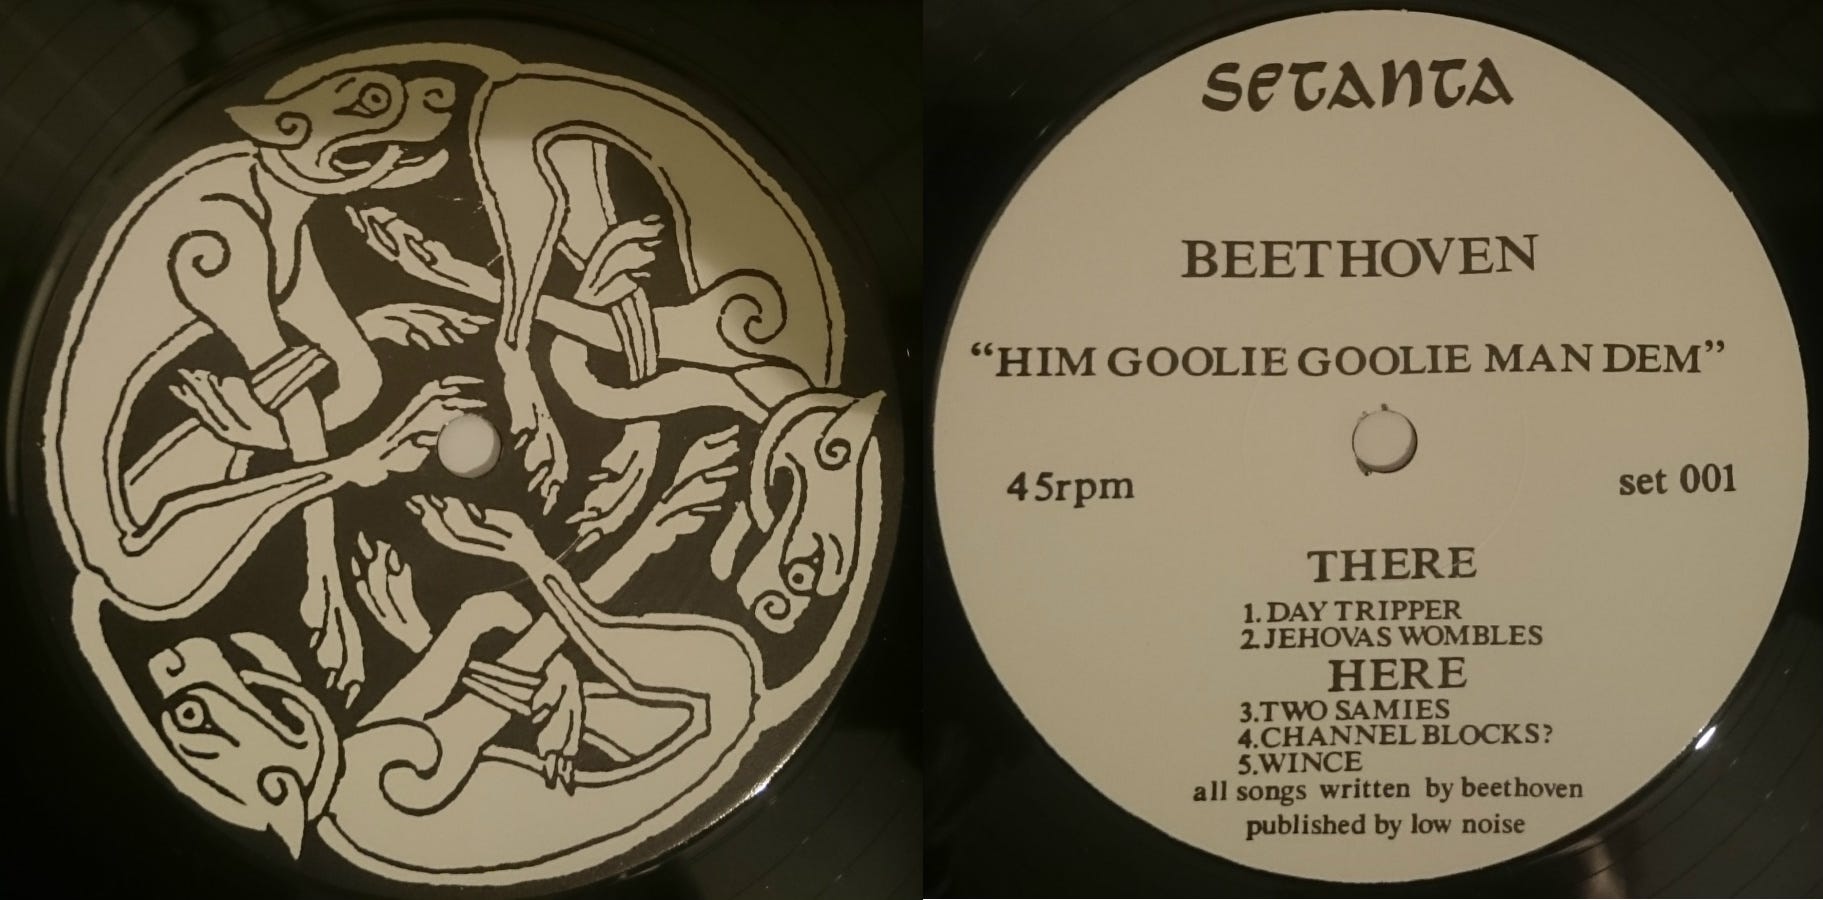 SETANTA
BEETHOVEN
“HIM GOOLIE GOOLIE MAN DEM”
45rpm
set 001
THERE
1.DAY TRIPPER
2.JEHOVAS WOMBLES
HERE
3.TWO SAMIES
4.CHANNEL BLOCKS?
5.WINCE
all songs written by beethoven
published by low noise